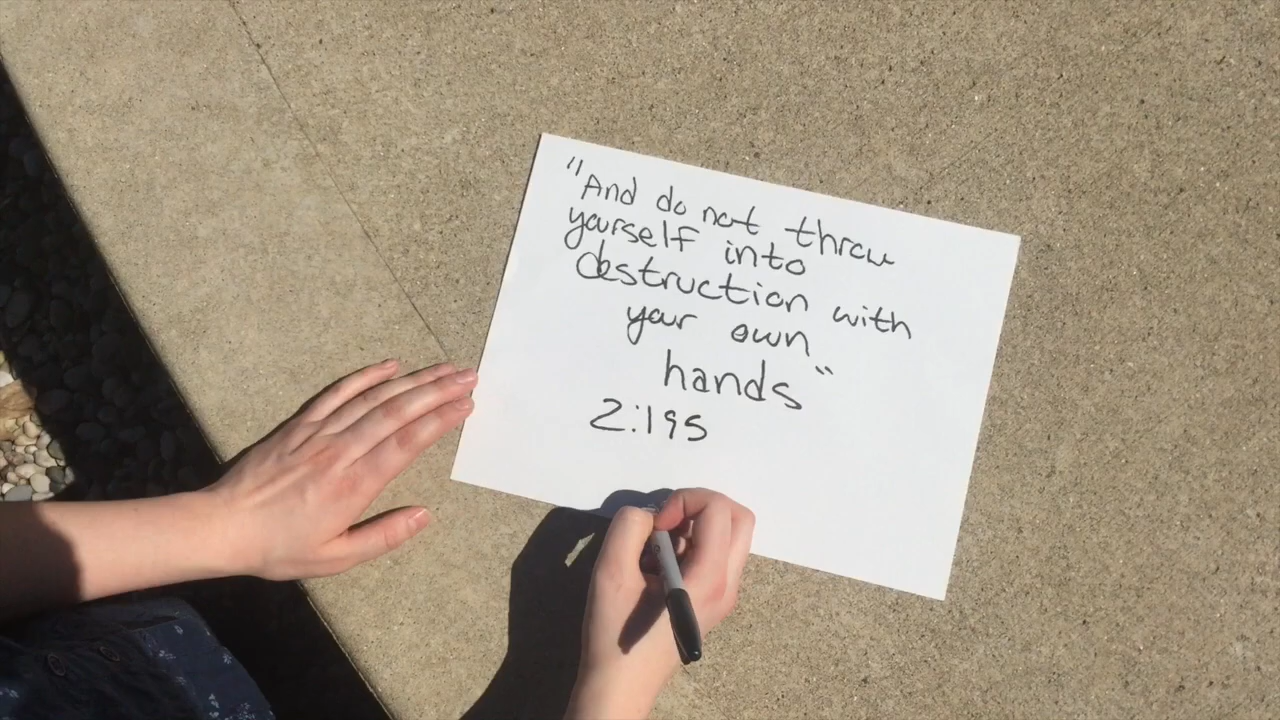 "And do not throw
yourself into
destruction with
your own
hands"
2:195